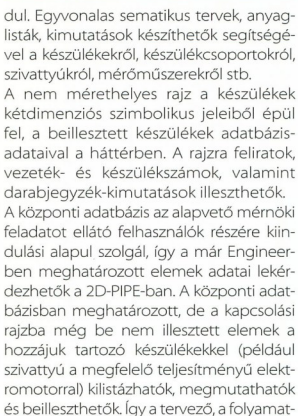 dul. Egyvonalas sematikus tervek, anyag-
listák, kimutatások készíthetők segítségé-
vel a készülékekről, készülékcsoportokról,
szivattyúkról, mérőműszerekről stb.
A nem mérethelyes rajz a készülékek
kétdimenziós szimbolikus jeleiből épül
fel, a beillesztett készülékek adatbázis-
adataival a háttérben. A rajzra feliratok,
vezeték- és készülékszámok, valamint
darabjegyzék-kimutatások illeszthetők.
A központi adatbázis az alapvető mérnöki
feladatot ellátó felhasználók részére kiin-
dulási alapul szolgál, így a már Engineer-
ben meghatározott elemek adatai lekér-
dezhetők a 2D-PIPE-ban. A központi adat-
bázisban meghatározott, de a kapcsolási
rajzba még be nem illesztett elemek a
hozzájuk tartozó készülékekkel (például
szivattyú a megfelelő teljesítményű elekt-
romotorral) kilistázhatók, megmutathatók
és beilleszthetők. Így a tervező, a folyamat-